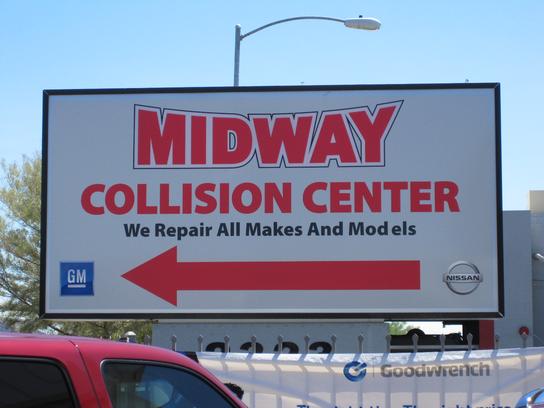 MIDWAY
COLLISION CENTER
We Repair All Makes And Models
GM
NISSAN
Goodwrench